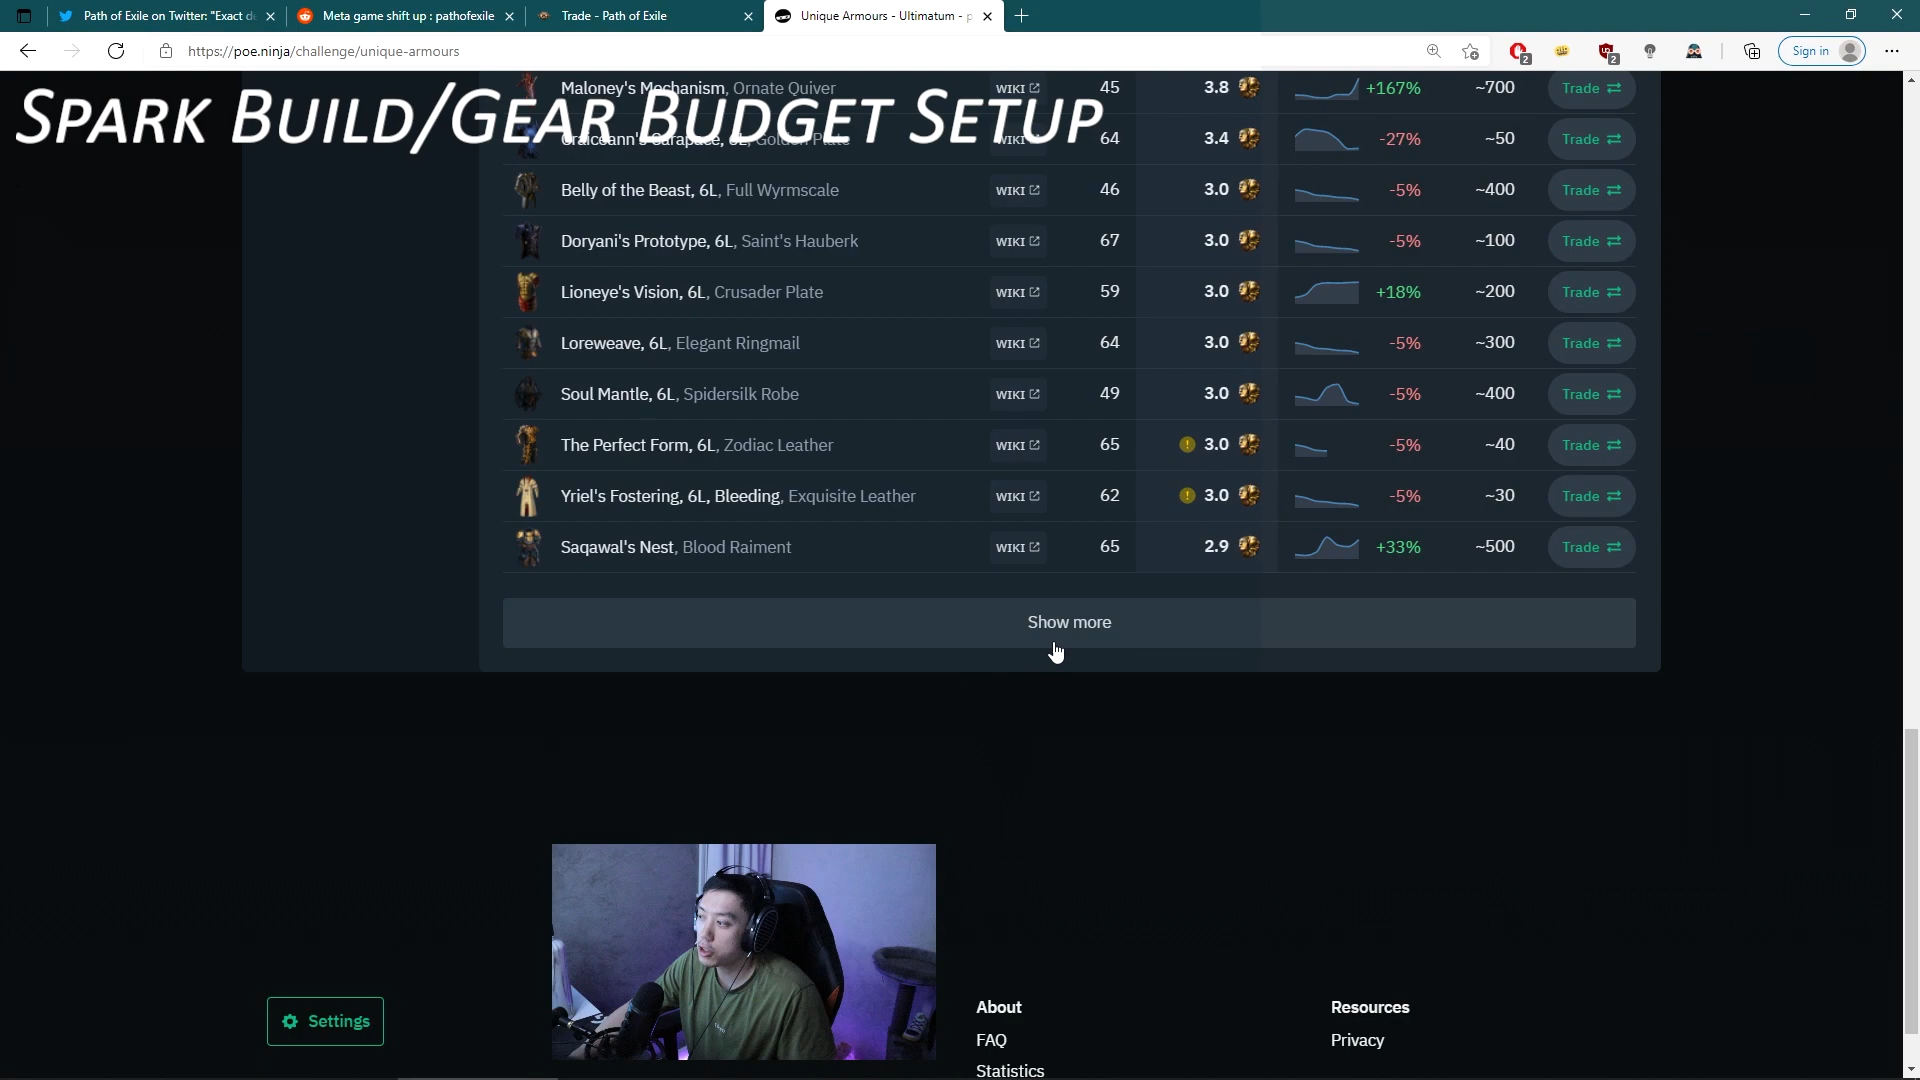 Path of Exile on Twitter: "Exact de
Meta game shift up : pathofexile
Trade - Path of Exile
Unique Armours - Ultimatum - p
https://poe.ninja/challenge/unique-armours
2
2
Sign in
SPARK BUILD/GEAR BUDGET SETUP
Maloney's Mechanism, Ornate Quiver WIKI 45 3.8 +167% ~700 Trade
Craiceann's Carapace, 6L, Golden Plate WIKI 64 3.4 -27% ~50 Trade
Belly of the Beast, 6L, Full Wyrmscale WIKI 46 3.0 -5% ~400 Trade
Doryani's Prototype, 6L, Saint's Hauberk WIKI 67 3.0 -5% ~100 Trade
Lioneye's Vision, 6L, Crusader Plate WIKI 59 3.0 +18% ~200 Trade
Loreweave, 6L, Elegant Ringmail WIKI 64 3.0 -5% ~300 Trade
Soul Mantle, 6L, Spidersilk Robe WIKI 49 3.0 -5% ~400 Trade
The Perfect Form, 6L, Zodiac Leather WIKI 65 3.0 -5% ~40 Trade
Yriel's Fostering, 6L, Bleeding, Exquisite Leather WIKI 62 3.0 -5% ~30 Trade
Saqawal's Nest, Blood Raiment WIKI 65 2.9 +33% ~500 Trade
Show more
Settings
About
FAQ
Statistics
Resources
Privacy